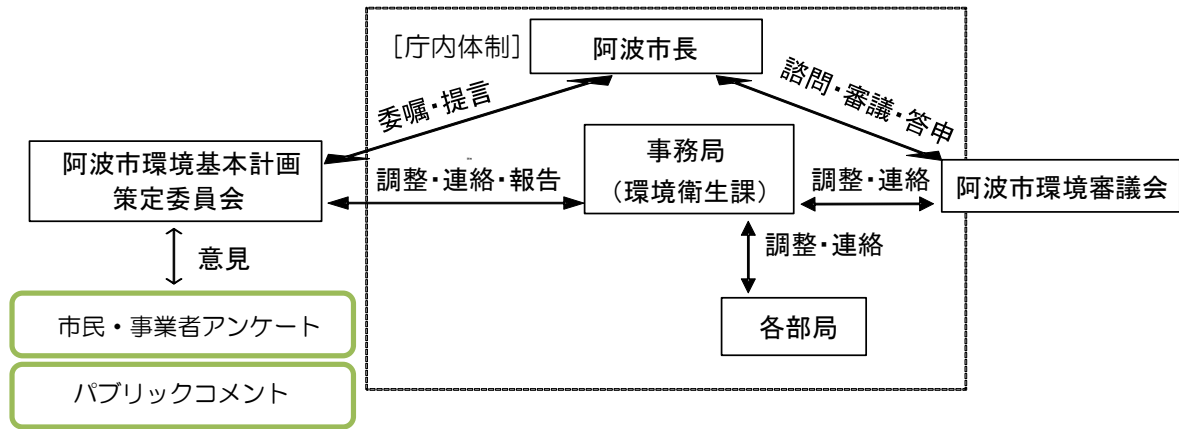 [庁内体制]
阿波市長
委嘱・提言
諮問・審議・答申
阿波市環境基本計画
策定委員会
調整・連絡・報告
事務局
（環境衛生課）
調整・連絡
阿波市環境審議会
意見
調整・連絡
市民・事業者アンケート
各部局
パブリックコメント